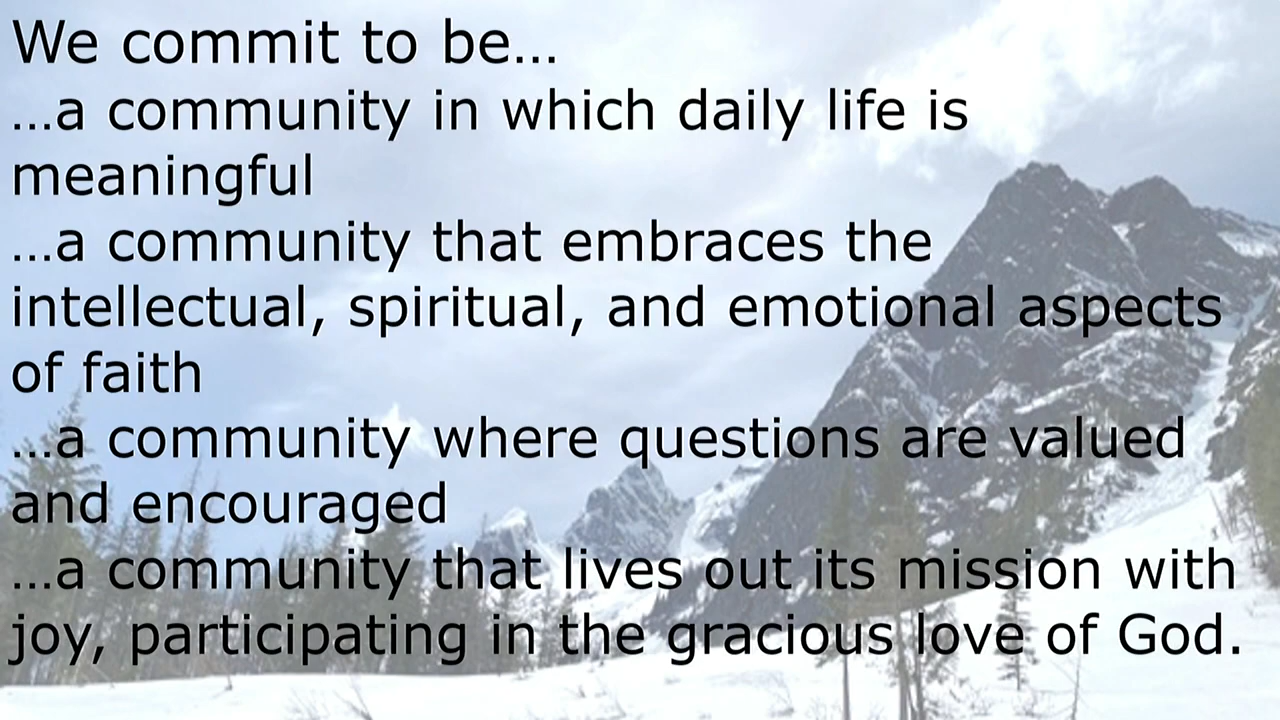 We commit to be…
…a community in which daily life is
meaningful
…a community that embraces the
intellectual, spiritual, and emotional aspects
of faith
…a community where questions are valued
and encouraged
…a community that lives out its mission with
joy, participating in the gracious love of God.